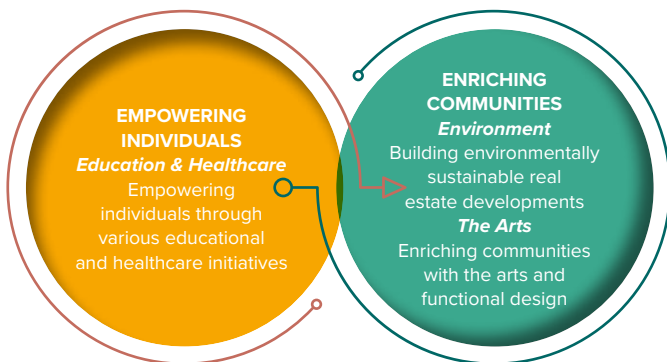 EMPOWERING
INDIVIDUALS
Education & Healthcare
Empowering
individuals through
various educational
and healthcare initiatives
ENRICHING
COMMUNITIES
Environment
Building environmentally
sustainable real
estate developments
The Arts
Enriching communities
with the arts and
functional design